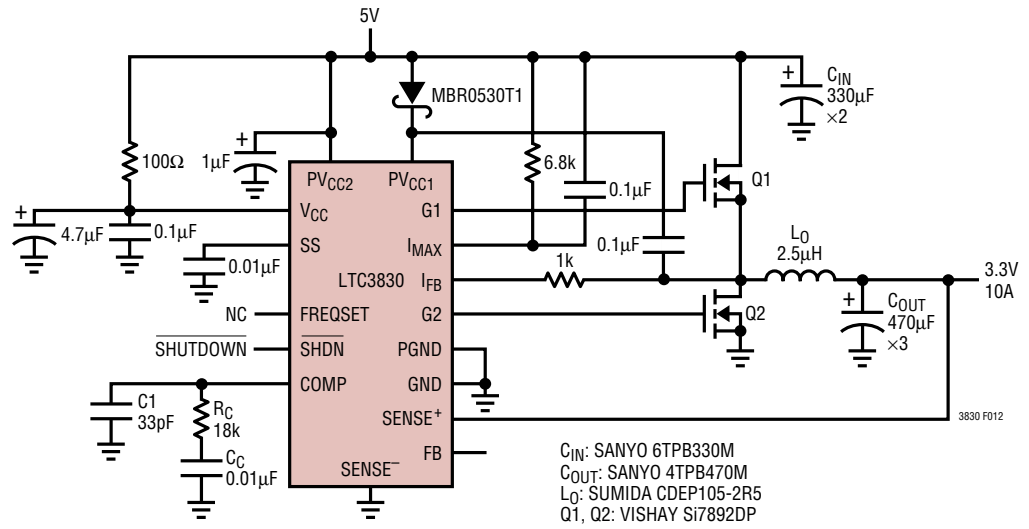 5V
MBR0530T1
C_IN
330µF
×2
100Ω
1µF
6.8k
0.1µF
Q1
PV_CC2
PV_CC1
V_CC
G1
4.7µF
0.1µF
SS
I_MAX
0.1µF
L_O
2.5µH
0.01µF
LTC3830
I_FB
1k
3.3V
10A
NC
FREQSET
G2
Q2
C_OUT
470µF
×3
SHUTDOWN
SHDN
PGND
COMP
GND
C1
33pF
R_C
18k
SENSE⁺
3830 F012
C_C
0.01µF
FB
SENSE⁻
C_IN: SANYO 6TPB330M
C_OUT: SANYO 4TPB470M
L_O: SUMIDA CDEP105-2R5
Q1, Q2: VISHAY Si7892DP